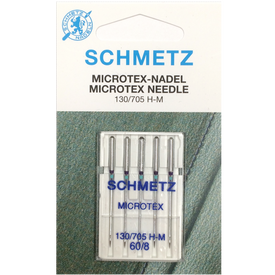 SCHMETZ
MICROTEX-NADEL
MICROTEX NEEDLE
130/705 H-M
SCHMETZ
MICROTEX
130/705 H-M
60/8